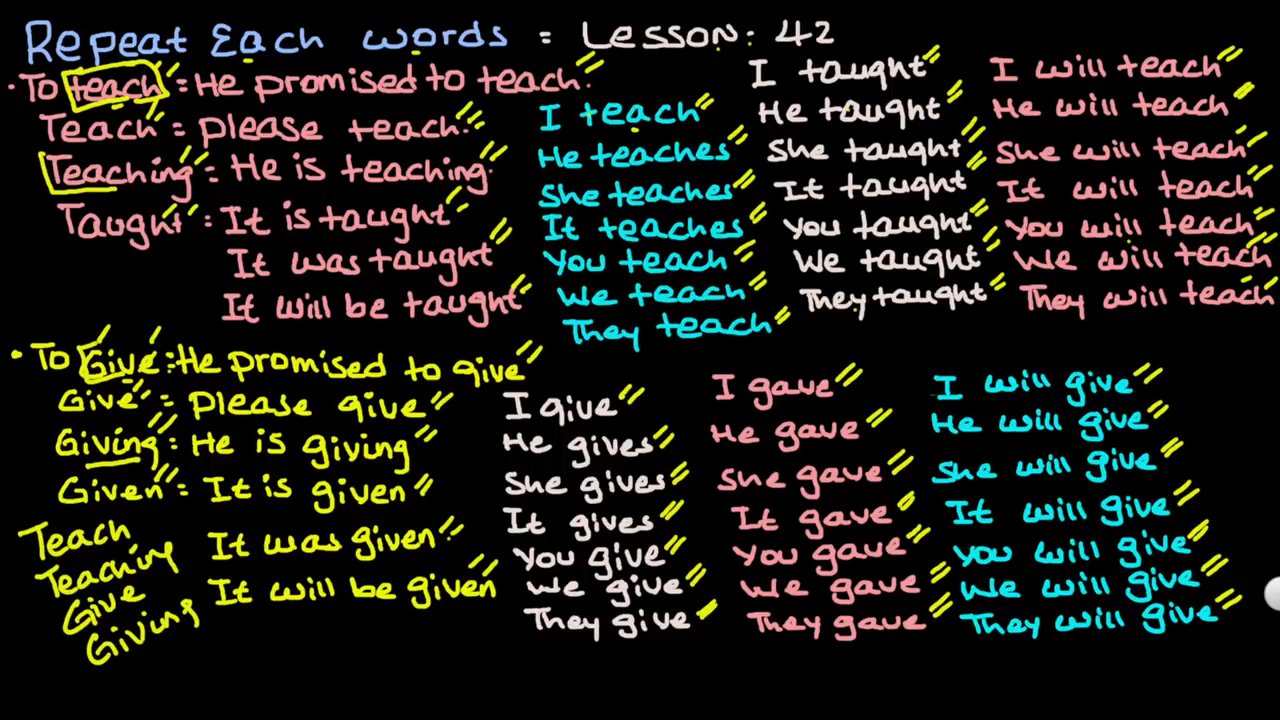 Repeat Each words = Lesson: 42
• To teach = He promised to teach.
Teach = please teach.
Teaching = He is teaching.
Taught = It is taught
It was taught
It will be taught
I teach
He teaches
She teaches
It teaches
You teach
We teach
They teach
I taught
He taught
She taught
It taught
You taught
We taught
They taught
I will teach
He will teach
She will teach
It will teach
You will teach
We will teach
They will teach
• To Give = He promised to give
Give = please give
Giving = He is giving
Given = It is given
It was given
It will be given
Teach
Teaching
Give
Giving
I give
He gives
She gives
It gives
You give
We give
They give
I gave
He gave
She gave
It gave
You gave
We gave
They gave
I will give
He will give
She will give
It will give
You will give
We will give
They will give